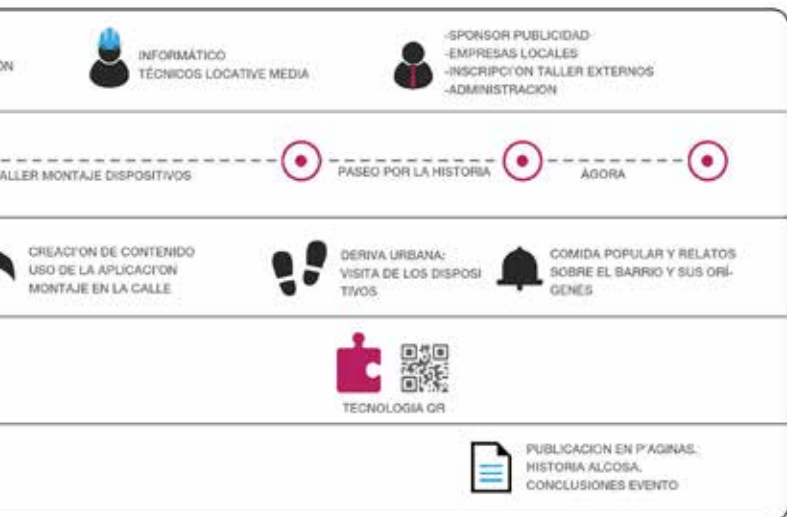 ÓN
INFORMÁTICO
TÉCNICOS LOCATIVE MEDIA
-SPONSOR PUBLICIDAD
-EMPRESAS LOCALES
-INSCRIPCI'ON TALLER EXTERNOS
-ADMINISTRACION
ALLER MONTAJE DISPOSITIVOS
PASEO POR LA HISTORIA
ÁGORA
CREACI'ON DE CONTENIDO
USO DE LA APLICACI'ON
MONTAJE EN LA CALLE
DERIVA URBANA:
VISITA DE LOS DISPOSI
TIVOS
COMIDA POPULAR Y RELATOS
SOBRE EL BARRIO Y SUS ORÍ-
GENES
TECNOLOGIA QR
PUBLICACION EN P'AGINAS.
HISTORIA ALCOSA.
CONCLUSIONES EVENTO